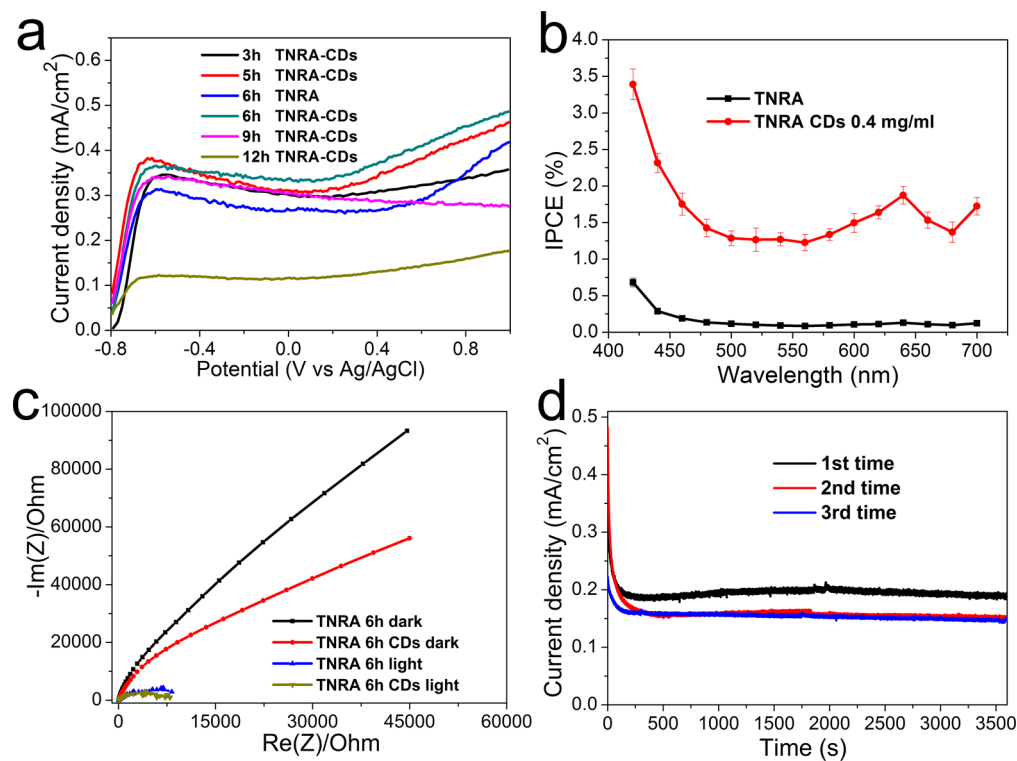 a
0.6
0.5
0.4
0.3
0.2
0.1
0.0
Current density (mA/cm²)
3h TNRA-CDs
5h TNRA-CDs
6h TNRA
6h TNRA-CDs
9h TNRA-CDs
12h TNRA-CDs
-0.8 -0.4 0.0 0.4 0.8
Potential (V vs Ag/AgCl)
b
4.0
3.5
3.0
2.5
2.0
1.5
1.0
0.5
0.0
IPCE (%)
TNRA
TNRA CDs 0.4 mg/ml
400 450 500 550 600 650 700
Wavelength (nm)
c
100000
80000
60000
40000
20000
0
-Im(Z)/Ohm
TNRA 6h dark
TNRA 6h CDs dark
TNRA 6h light
TNRA 6h CDs light
0 15000 30000 45000 60000
Re(Z)/Ohm
d
0.5
0.4
0.3
0.2
0.1
0.0
Current density (mA/cm²)
1st time
2nd time
3rd time
0 500 1000 1500 2000 2500 3000 3500
Time (s)